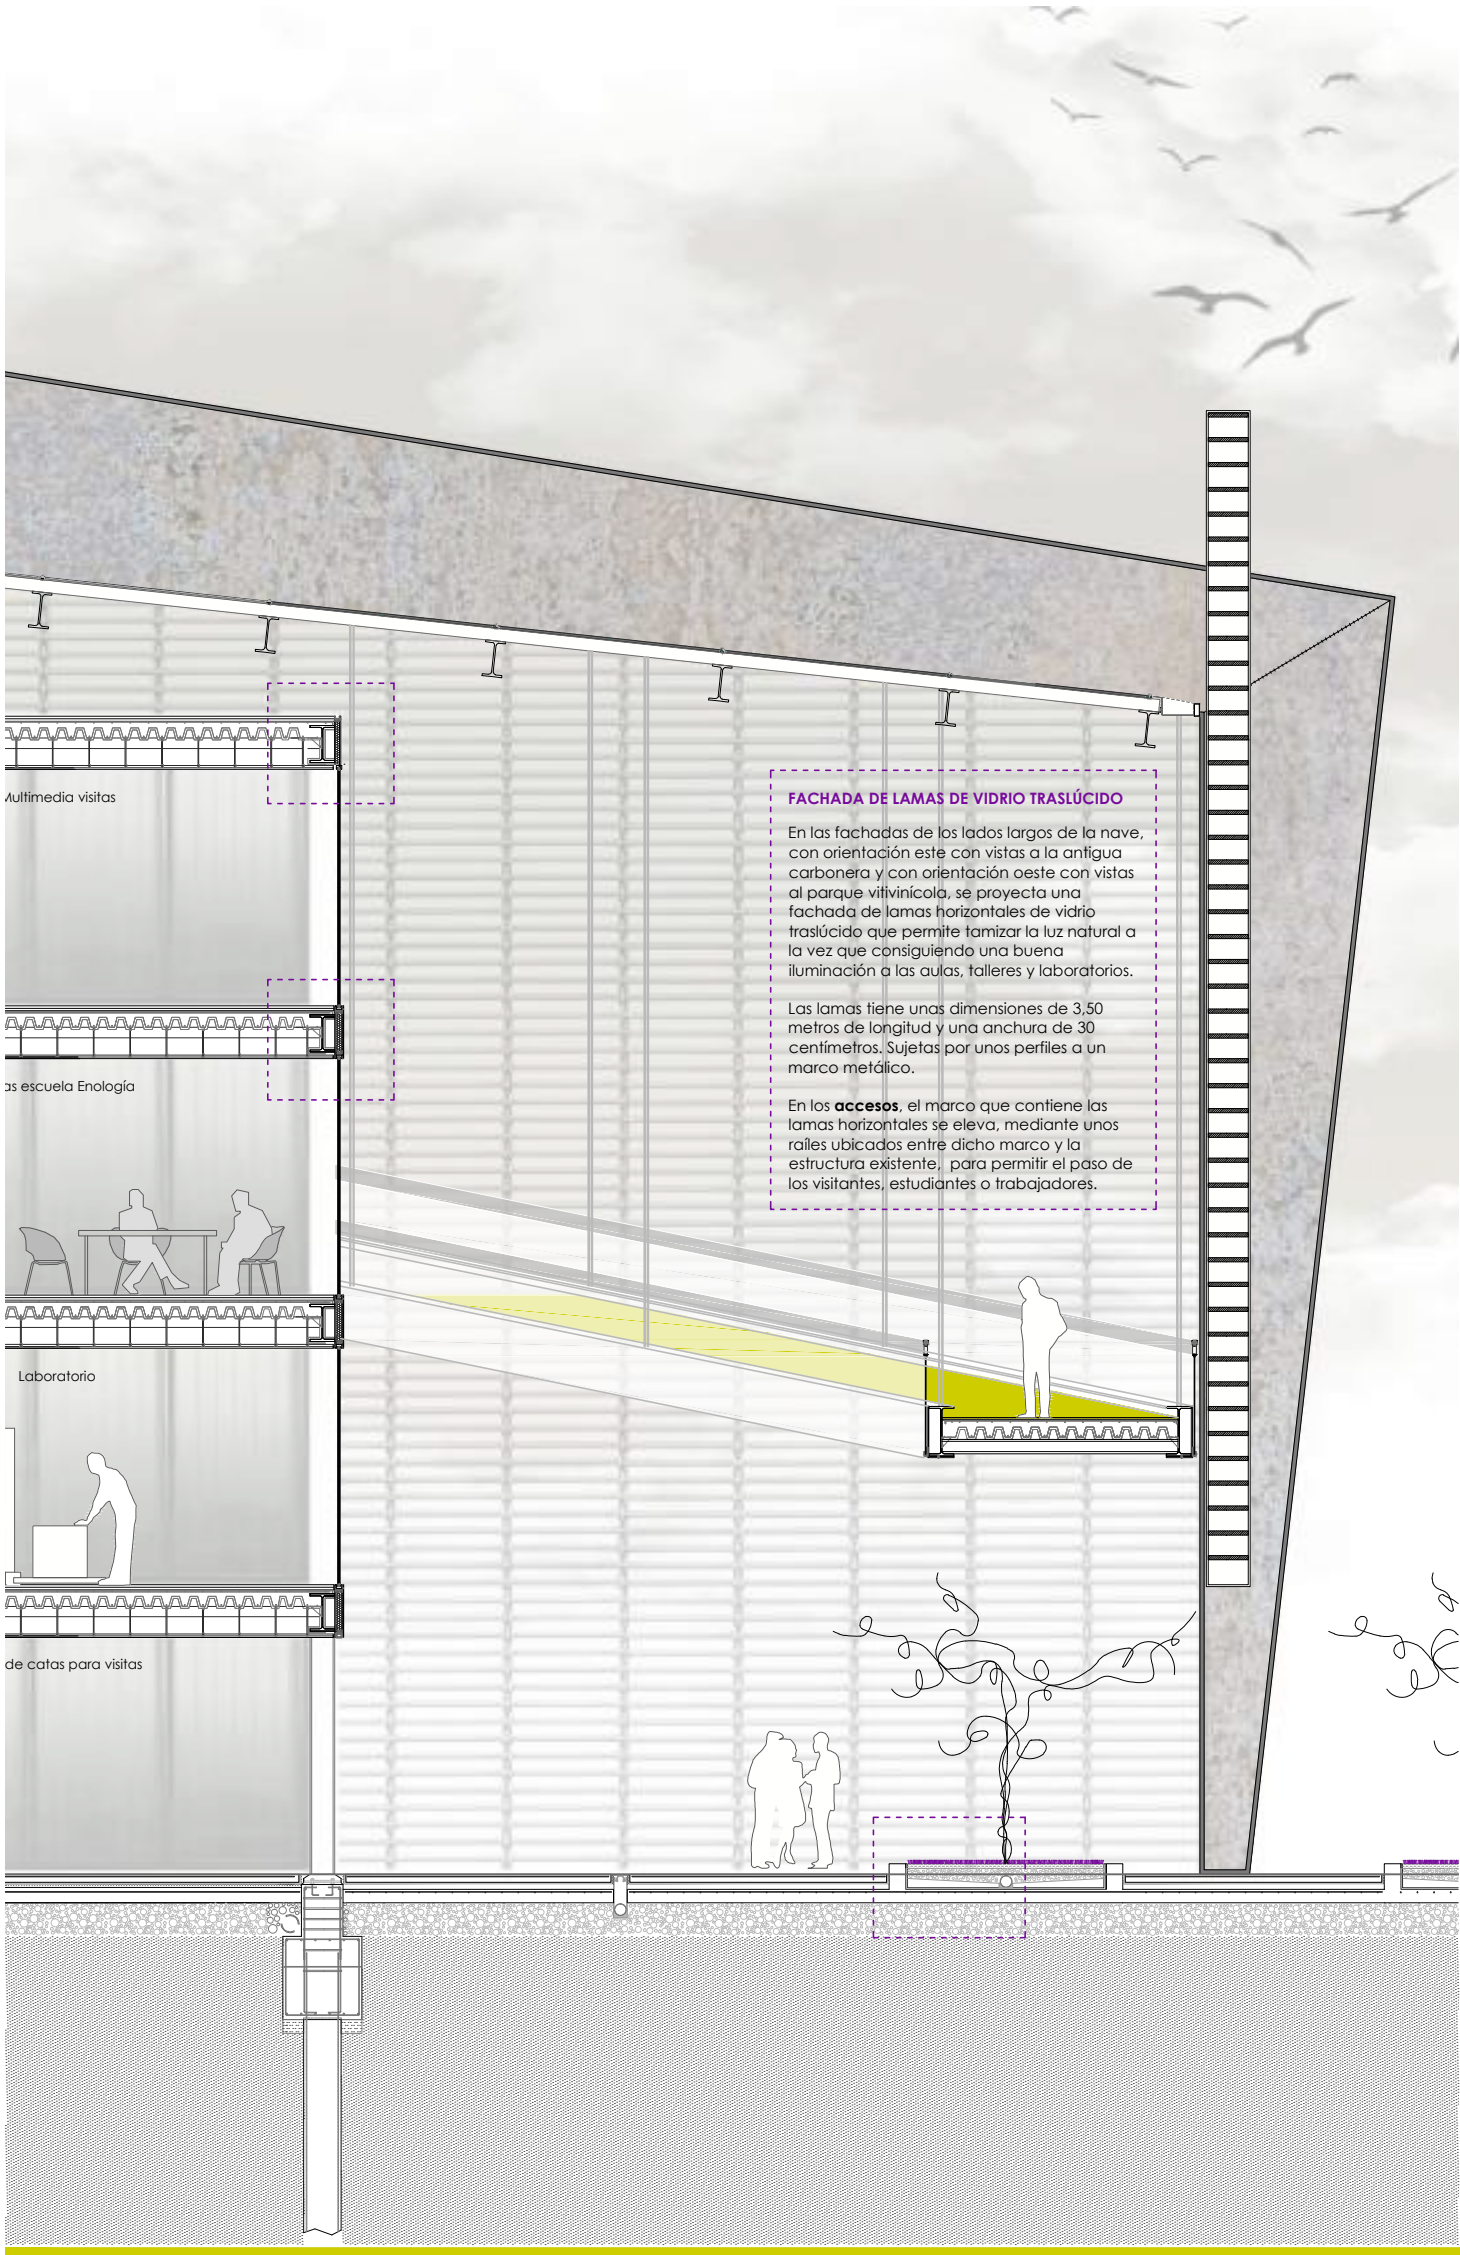 Multimedia visitas
FACHADA DE LAMAS DE VIDRIO TRASLÚCIDO
En las fachadas de los lados largos de la nave,
con orientación este con vistas a la antigua
carbonera y con orientación oeste con vistas
al parque vitivinícola, se proyecta una
fachada de lamas horizontales de vidrio
traslúcido que permite tamizar la luz natural a
la vez que consiguiendo una buena
iluminación a las aulas, talleres y laboratorios.
Las lamas tiene unas dimensiones de 3,50
metros de longitud y una anchura de 30
centímetros. Sujetas por unos perfiles a un
marco metálico.
En los accesos, el marco que contiene las
lamas horizontales se eleva, mediante unos
raíles ubicados entre dicho marco y la
estructura existente, para permitir el paso de
los visitantes, estudiantes o trabajadores.
as escuela Enología
Laboratorio
de catas para visitas